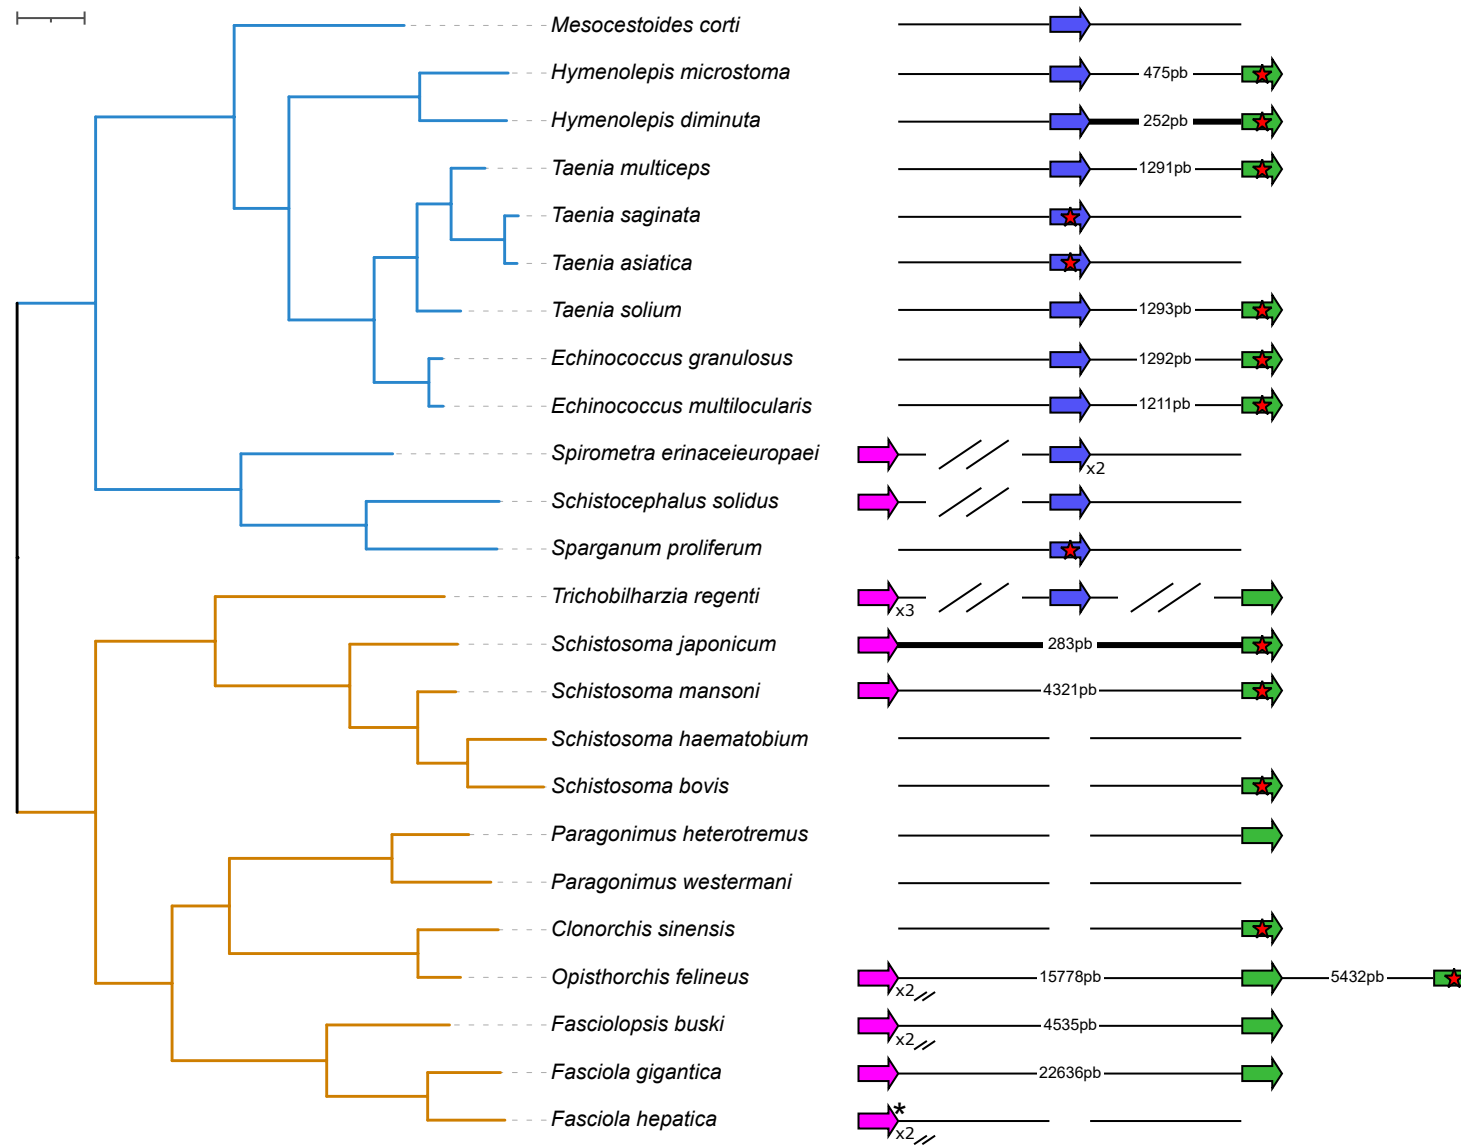 Mesocestoides corti
Hymenolepis microstoma 475pb
Hymenolepis diminuta 252pb
Taenia multiceps 1291pb
Taenia saginata
Taenia asiatica
Taenia solium 1293pb
Echinococcus granulosus 1292pb
Echinococcus multilocularis 1211pb
Spirometra erinaceieuropaei x2
Schistocephalus solidus
Sparganum proliferum
Trichobilharzia regenti x3
Schistosoma japonicum 283pb
Schistosoma mansoni 4321pb
Schistosoma haematobium
Schistosoma bovis
Paragonimus heterotremus
Paragonimus westermani
Clonorchis sinensis
Opisthorchis felineus x2 15778pb 5432pb
Fasciolopsis buski x2 4535pb
Fasciola gigantica 22636pb
Fasciola hepatica * x2